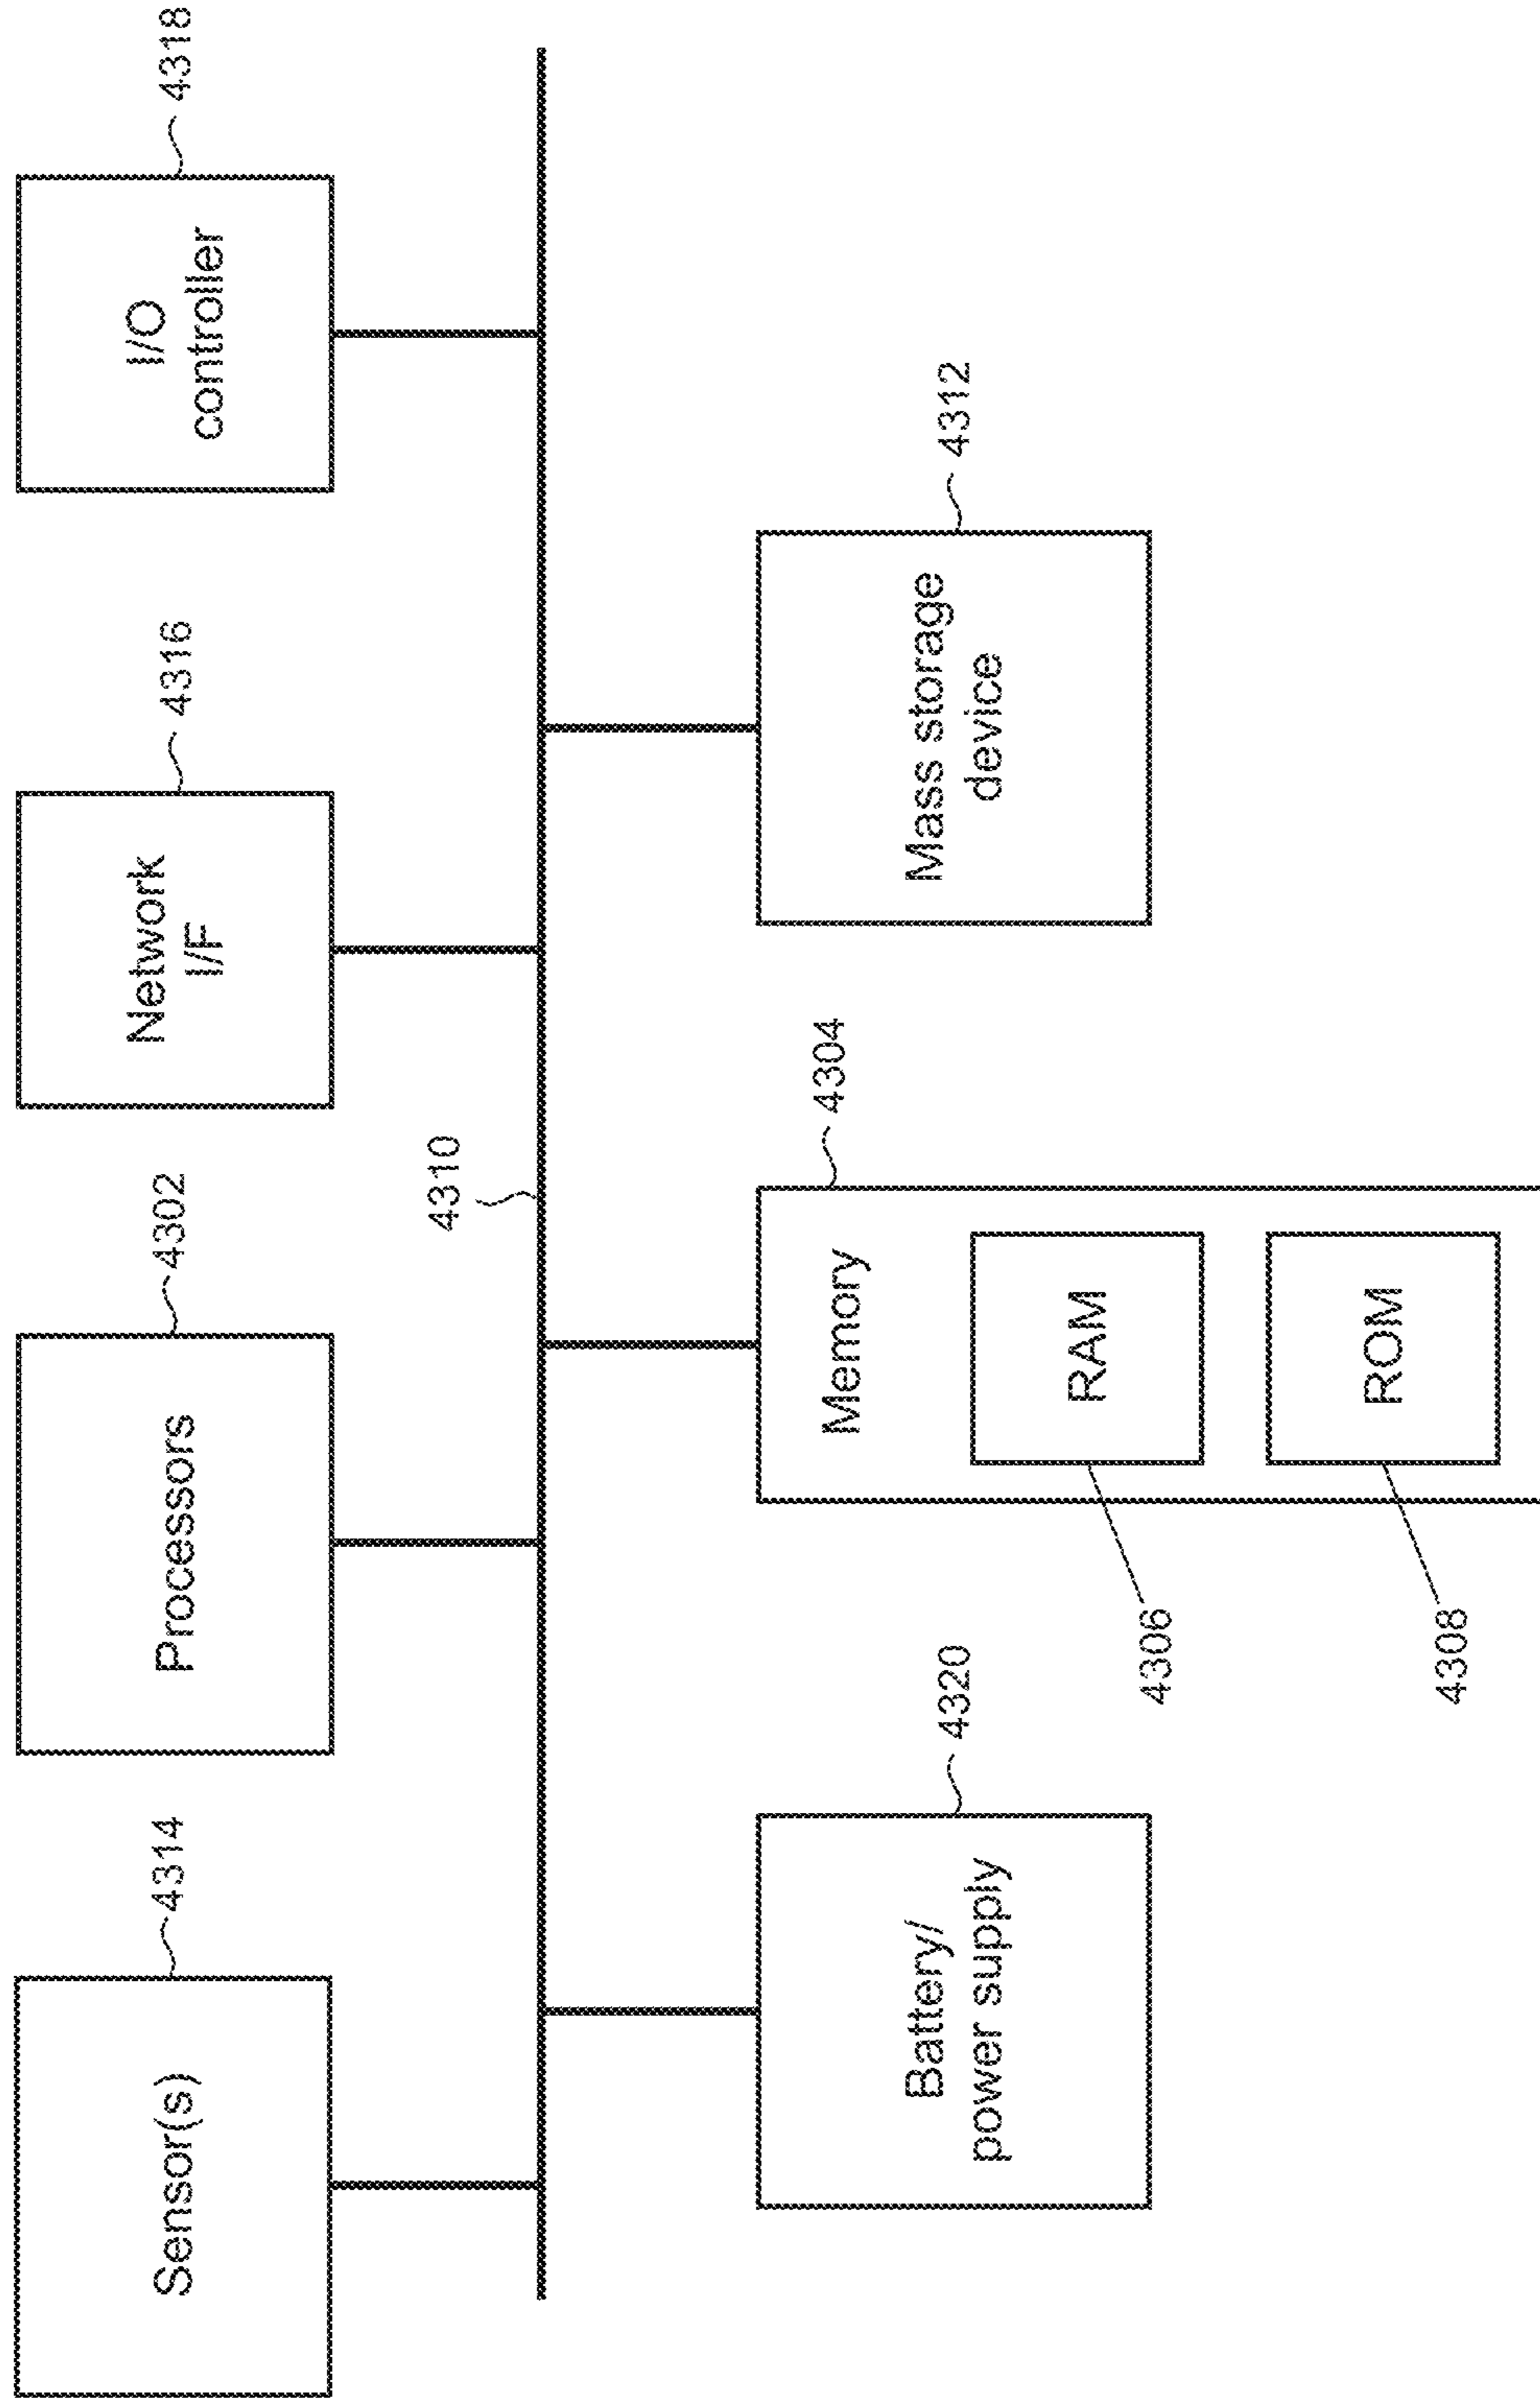 4314
Sensor(s)
4302
Processors
4316
Network
I/F
4318
I/O
controller
4310
4320
Battery/
power supply
4304
Memory
4306
RAM
4308
ROM
4312
Mass storage
device